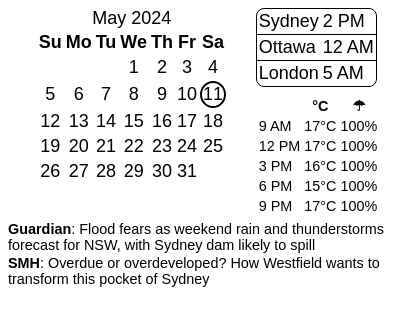 May 2024
Su Mo Tu We Th Fr Sa
1 2 3 4
5 6 7 8 9 10 11
12 13 14 15 16 17 18
19 20 21 22 23 24 25
26 27 28 29 30 31
Sydney 2 PM
Ottawa 12 AM
London 5 AM
°C ☂
9 AM 17°C 100%
12 PM 17°C 100%
3 PM 16°C 100%
6 PM 15°C 100%
9 PM 17°C 100%
Guardian: Flood fears as weekend rain and thunderstorms
forecast for NSW, with Sydney dam likely to spill
SMH: Overdue or overdeveloped? How Westfield wants to
transform this pocket of Sydney